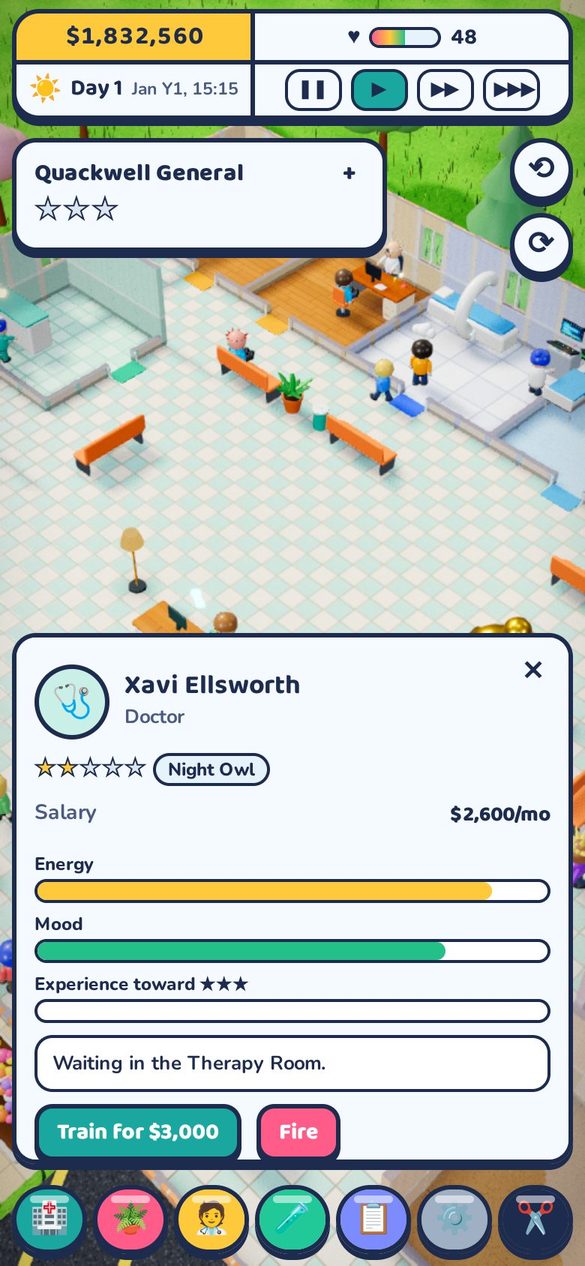 $1,832,560
♥ 48
Day 1 Jan Y1, 15:15
Quackwell General +
Xavi Ellsworth
Doctor
Night Owl
Salary $2,600/mo
Energy
Mood
Experience toward ★★★
Waiting in the Therapy Room.
Train for $3,000 Fire